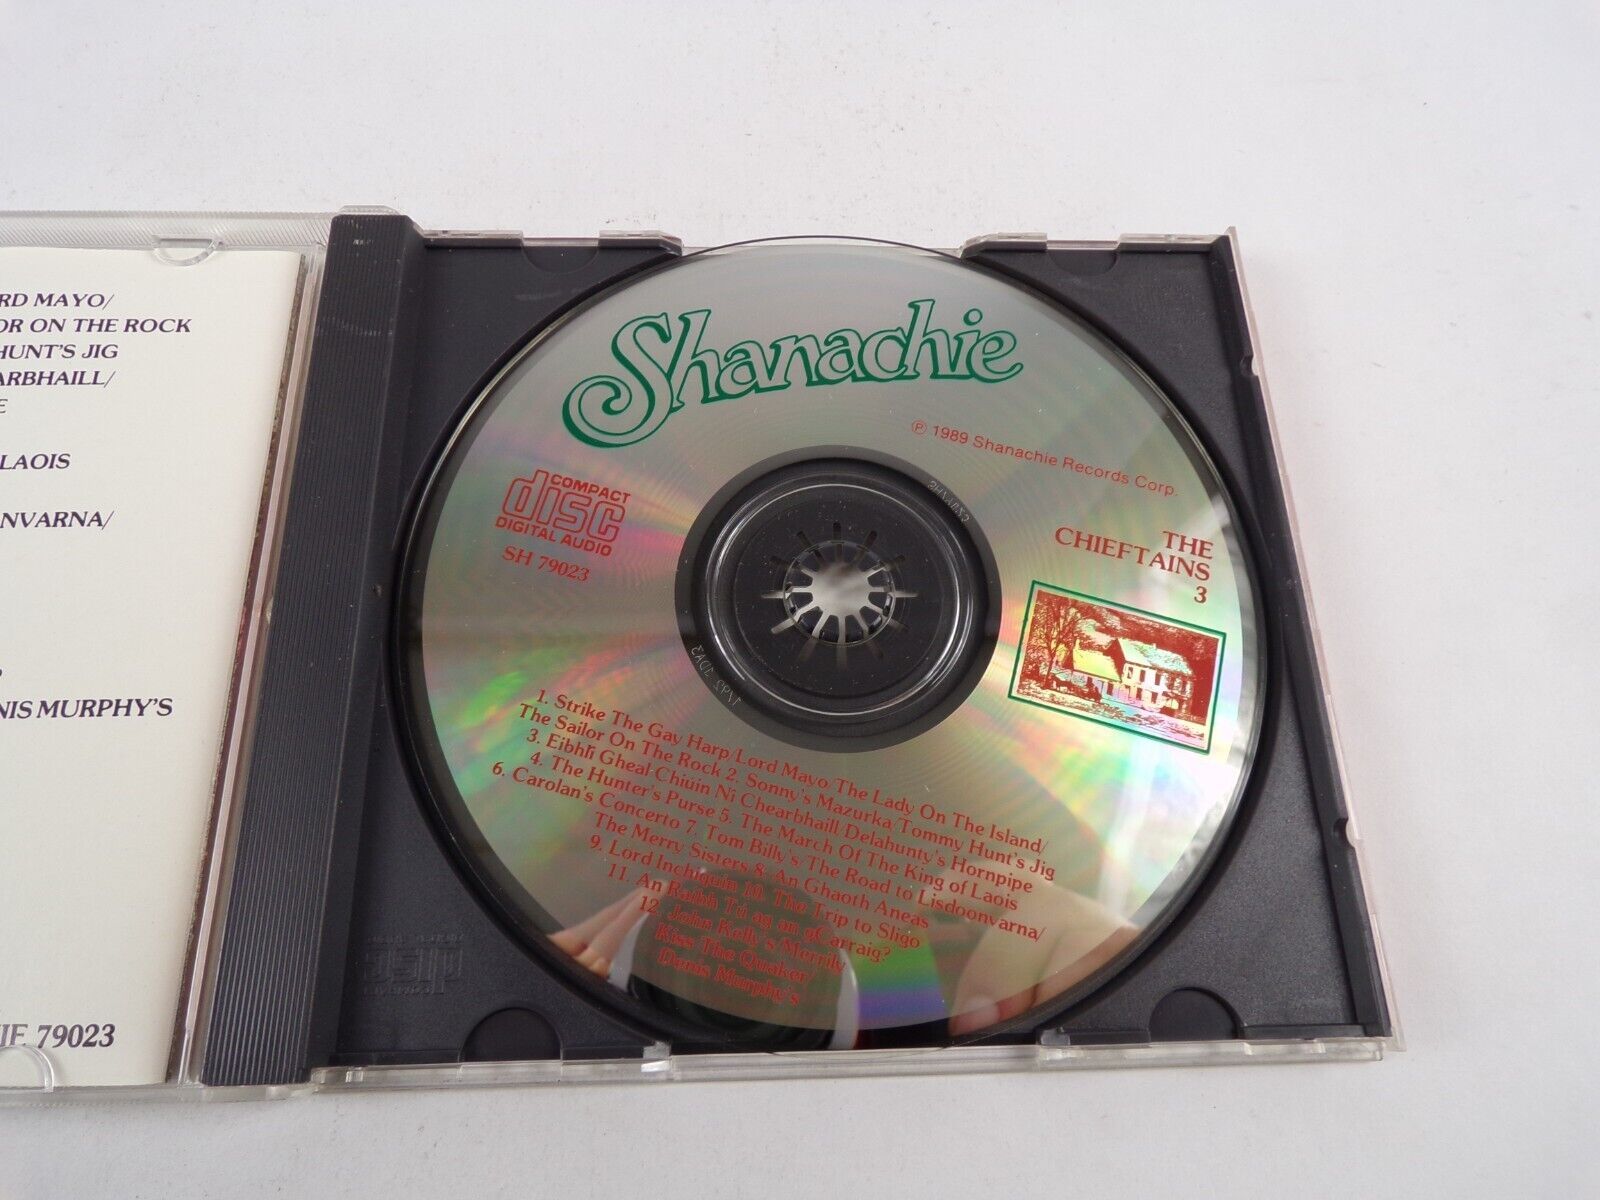 RD MAYO/
OR ON THE ROCK
HUNT'S JIG
ARBHAILL/
E
LAOIS
NVARNA/
?
NIS MURPHY'S
IE 79023
Shanachie
℗ 1989 Shanachie Records Corp.
COMPACT
disc
DIGITAL AUDIO
SH 79023
THE
CHIEFTAINS
3
1. Strike The Gay Harp/Lord Mayo/The Lady On The Island/
The Sailor On The Rock 2. Sonny's Mazurka/Tommy Hunt's Jig
3. Eibhlí Gheal-Chiúin Ní Chearbhaill/Delahunty's Hornpipe
4. The Hunter's Purse 5. The March Of The King of Laois
6. Carolan's Concerto 7. Tom Billy's/The Road to Lisdoonvarna/
The Merry Sisters 8. An Ghaoth Aneas
9. Lord Inchiquin 10. The Trip to Sligo
11. An Raibh Tú ag an gCarraig?
12. John Kelly's/Merrily
Kiss The Quaker/
Denis Murphy's
COMPACT
disc